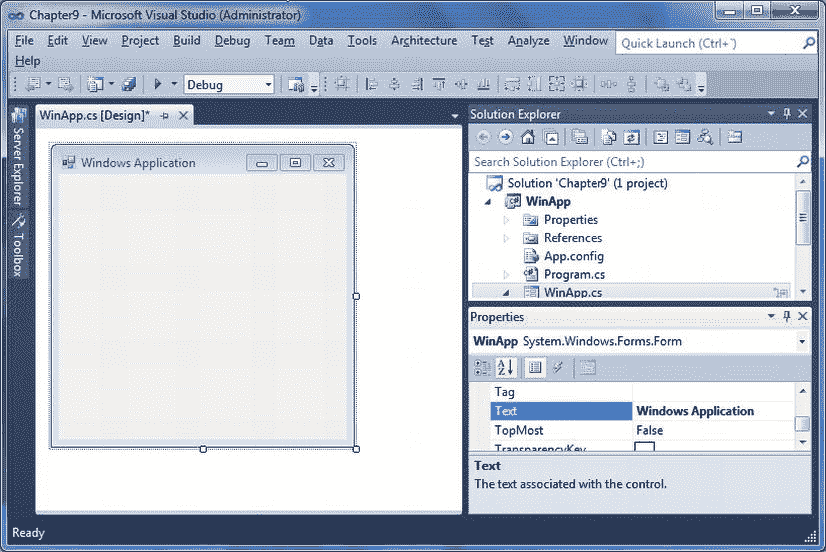 Chapter9 - Microsoft Visual Studio (Administrator)
File Edit View Project Build Debug Team Data Tools Architecture Test Analyze Window Quick Launch (Ctrl+`)
Help
Debug
WinApp.cs [Design]*
Server Explorer
Toolbox
Windows Application
Solution Explorer
Search Solution Explorer (Ctrl+;)
Solution 'Chapter9' (1 project)
WinApp
Properties
References
App.config
Program.cs
WinApp.cs
Properties
WinApp System.Windows.Forms.Form
Tag
Text Windows Application
TopMost False
TransparencyKey
Text
The text associated with the control.
Ready